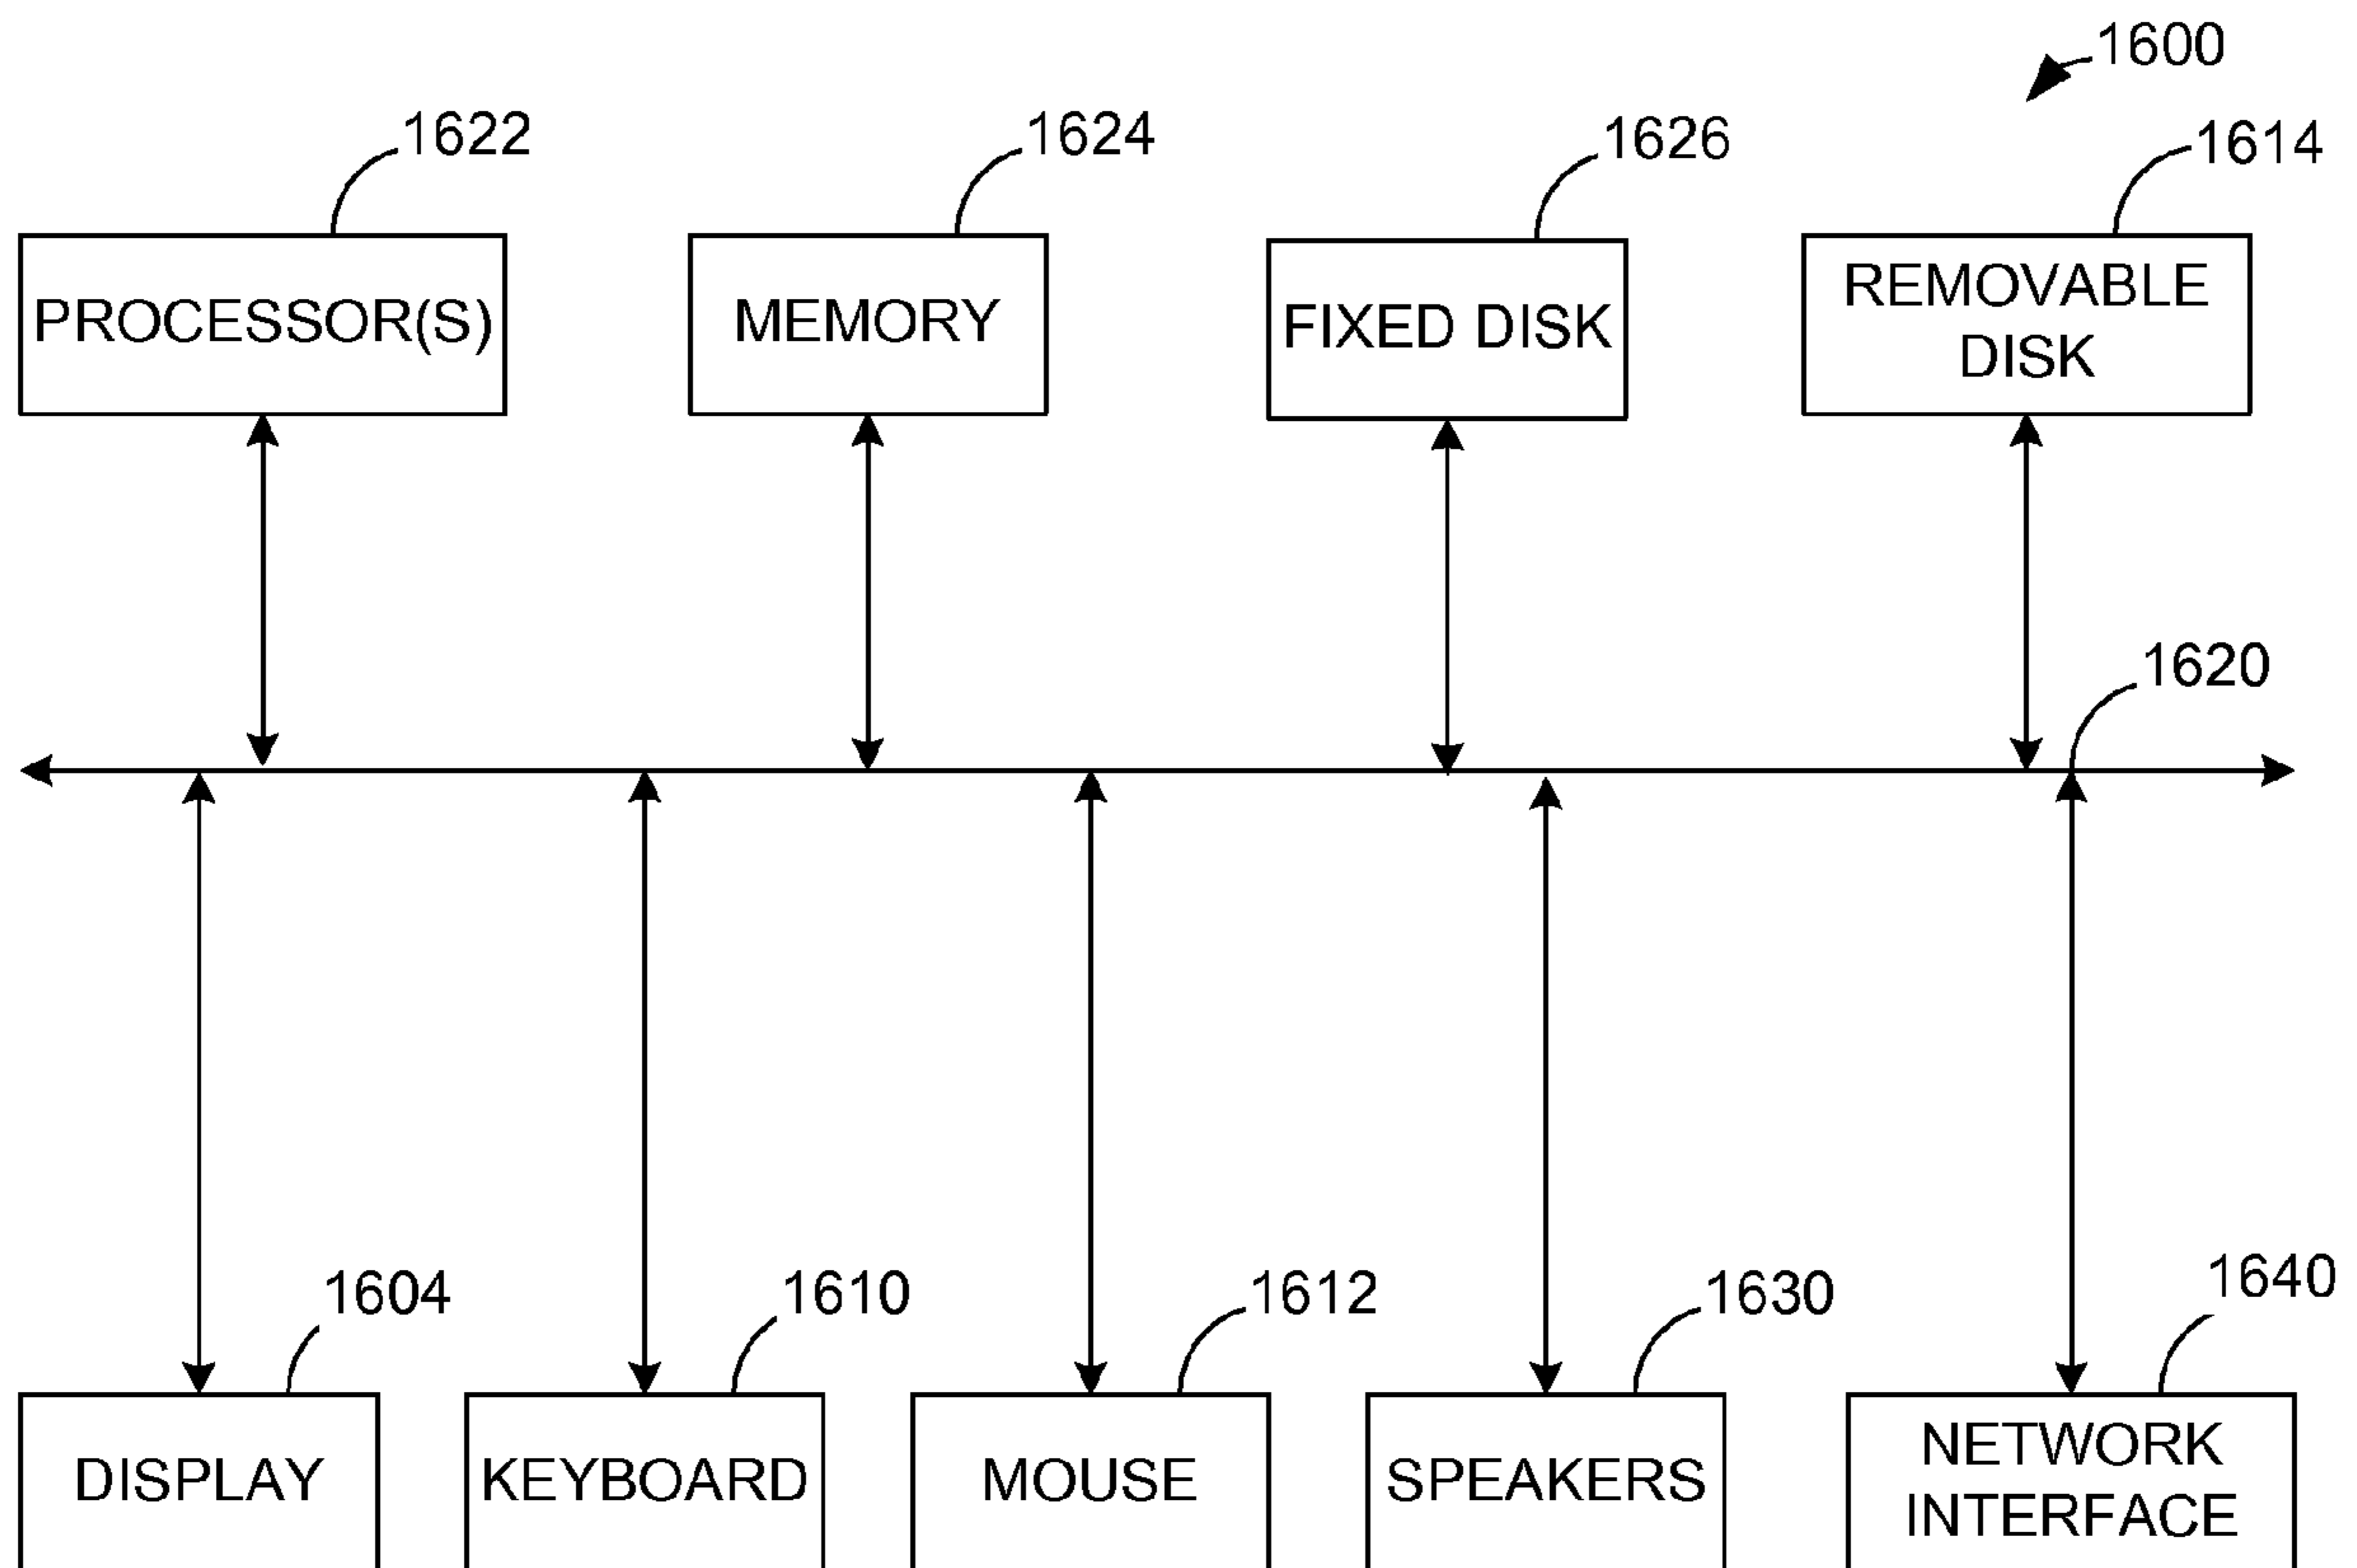 1600
1622
1624
1626
1614
PROCESSOR(S)
MEMORY
FIXED DISK
REMOVABLE
DISK
1620
1604
1610
1612
1630
1640
DISPLAY
KEYBOARD
MOUSE
SPEAKERS
NETWORK
INTERFACE